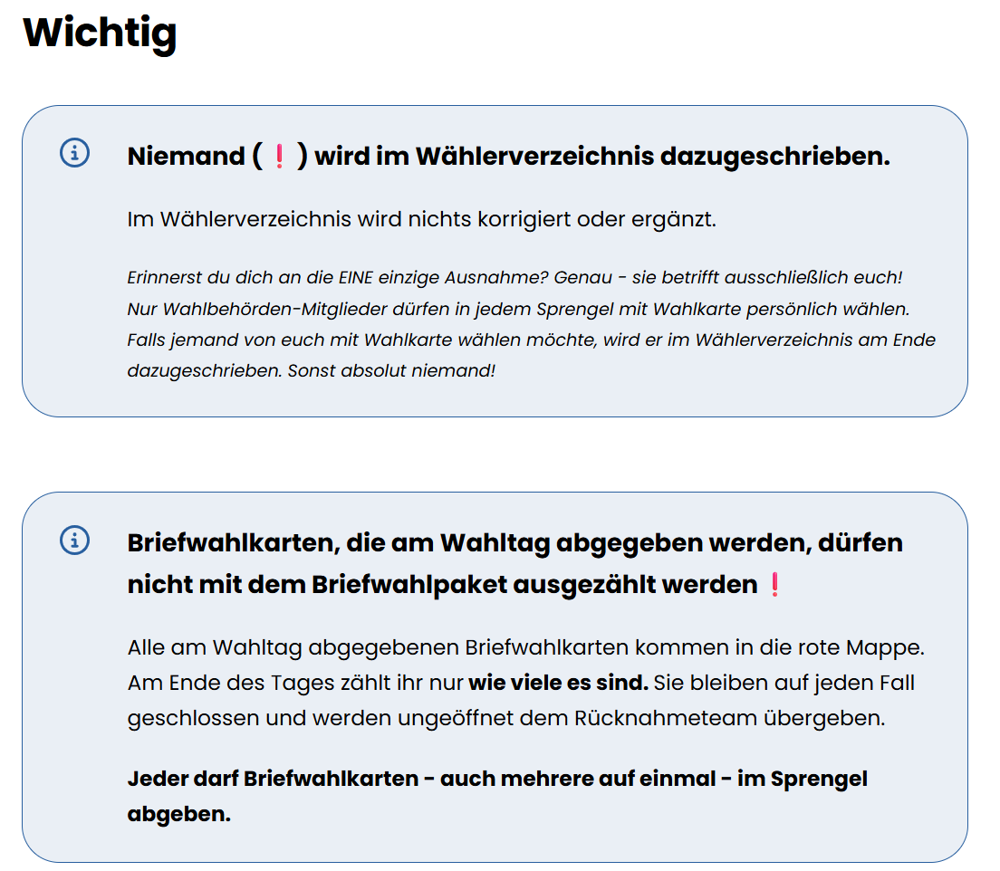 Wichtig
Niemand (❗) wird im Wählerverzeichnis dazugeschrieben.
Im Wählerverzeichnis wird nichts korrigiert oder ergänzt.
Erinnerst du dich an die EINE einzige Ausnahme? Genau - sie betrifft ausschließlich euch!
Nur Wahlbehörden-Mitglieder dürfen in jedem Sprengel mit Wahlkarte persönlich wählen.
Falls jemand von euch mit Wahlkarte wählen möchte, wird er im Wählerverzeichnis am Ende
dazugeschrieben. Sonst absolut niemand!
Briefwahlkarten, die am Wahltag abgegeben werden, dürfen
nicht mit dem Briefwahlpaket ausgezählt werden❗
Alle am Wahltag abgegebenen Briefwahlkarten kommen in die rote Mappe.
Am Ende des Tages zählt ihr nur wie viele es sind. Sie bleiben auf jeden Fall
geschlossen und werden ungeöffnet dem Rücknahmeteam übergeben.
Jeder darf Briefwahlkarten - auch mehrere auf einmal - im Sprengel
abgeben.